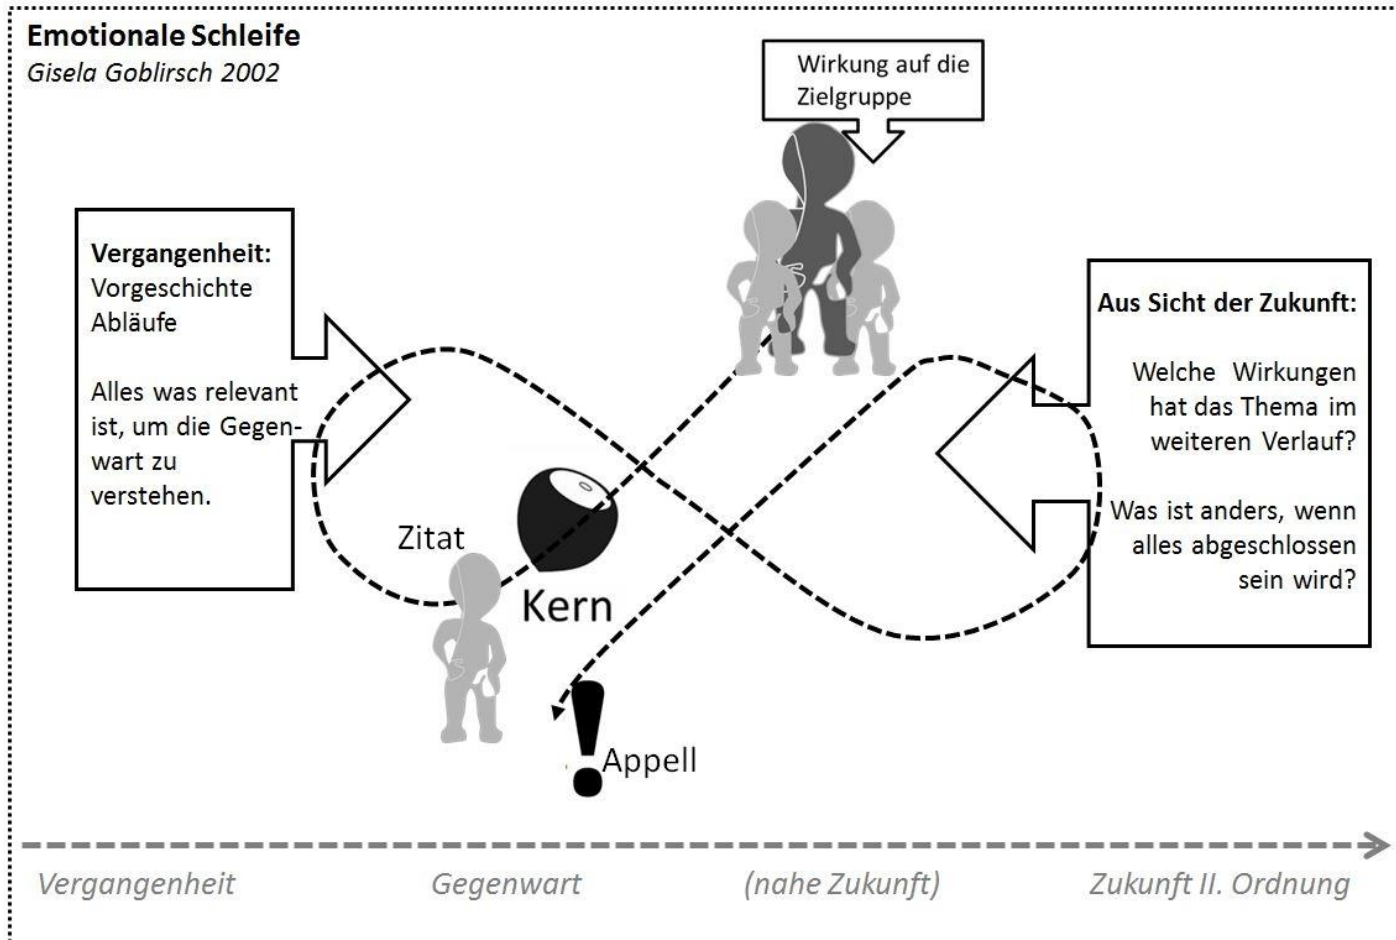 Emotionale Schleife
Gisela Goblirsch 2002
Wirkung auf die
Zielgruppe
Vergangenheit:
Vorgeschichte
Abläufe
Alles was relevant
ist, um die Gegen-
wart zu
verstehen.
Aus Sicht der Zukunft:
Welche Wirkungen
hat das Thema im
weiteren Verlauf?
Was ist anders, wenn
alles abgeschlossen
sein wird?
Zitat
Kern
Appell
Vergangenheit
Gegenwart
(nahe Zukunft)
Zukunft II. Ordnung